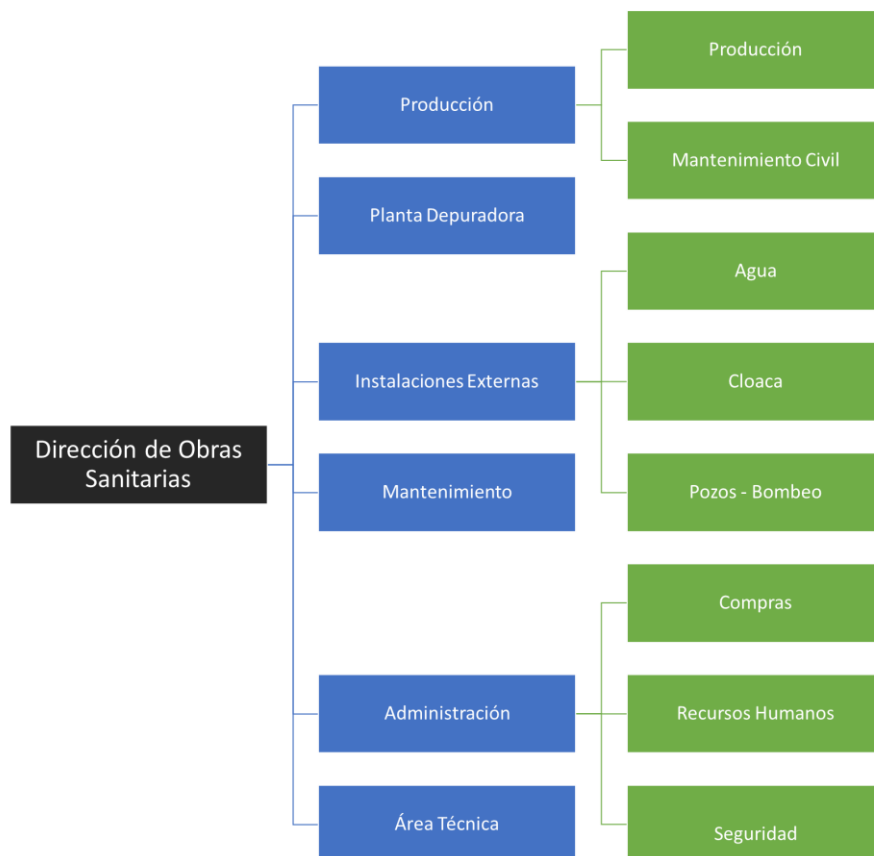 Dirección de Obras
Sanitarias
Producción
Producción
Mantenimiento Civil
Planta Depuradora
Instalaciones Externas
Agua
Cloaca
Pozos - Bombeo
Mantenimiento
Administración
Compras
Recursos Humanos
Seguridad
Área Técnica